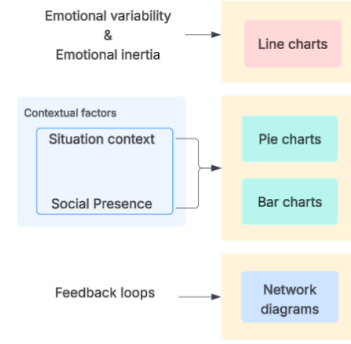 Emotional variability
&
Emotional inertia
Line charts
Contextual factors
Situation context
Social Presence
Pie charts
Bar charts
Feedback loops
Network
diagrams